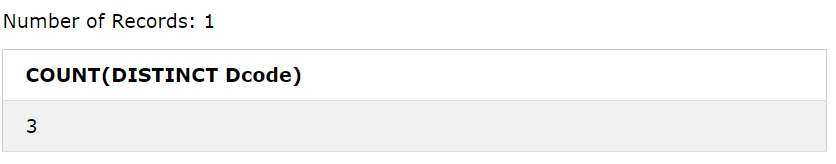 Number of Records: 1
COUNT(DISTINCT Dcode)
3